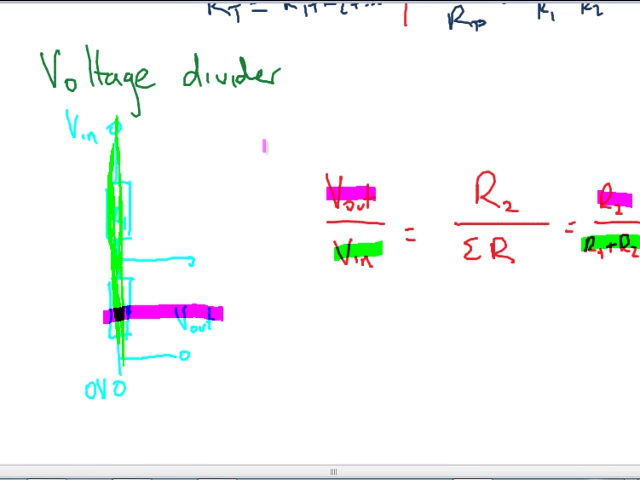 Voltage divider
Vin
Vout / Vin = R2 / ΣR = R2 / R1 + R2
Vout
0V